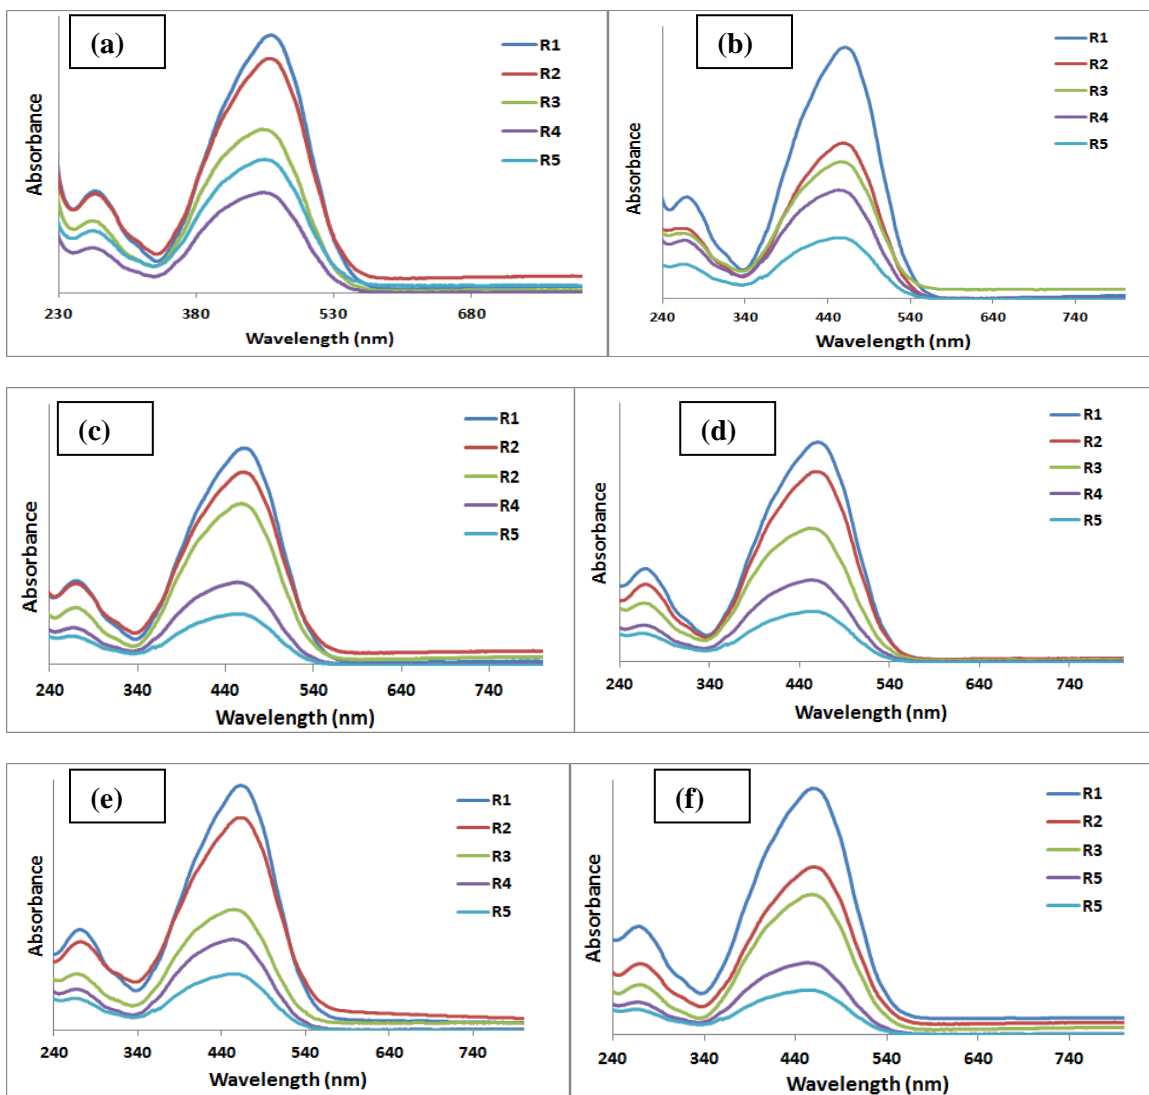 (a)
R1
R2
R3
R4
R5
Absorbance
230 380 530 680
Wavelength (nm)
(b)
R1
R2
R3
R4
R5
Absorbance
240 340 440 540 640 740
Wavelength (nm)
(c)
R1
R2
R2
R4
R5
Absorbance
240 340 440 540 640 740
Wavelength (nm)
(d)
R1
R2
R3
R4
R5
Absorbance
240 340 440 540 640 740
Wavelength (nm)
(e)
R1
R2
R3
R4
R5
Absorbance
240 340 440 540 640 740
Wavelength (nm)
(f)
R1
R2
R3
R5
R5
Absorbance
240 340 440 540 640 740
Wavelength (nm)